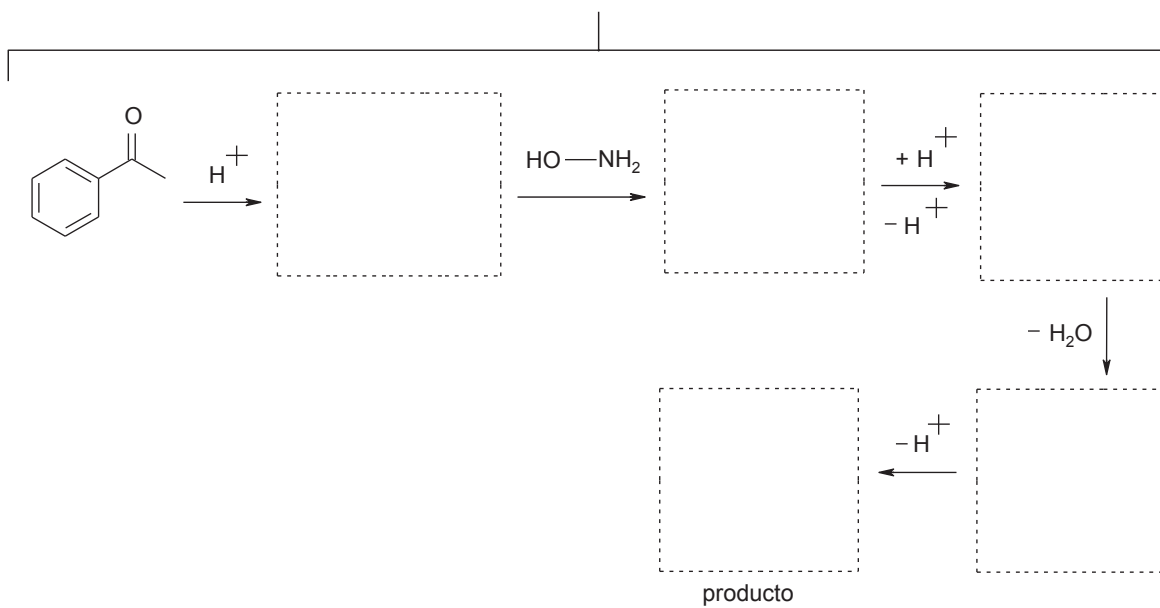 O
H+
HO—NH2
+ H+
– H+
– H2O
– H+
producto